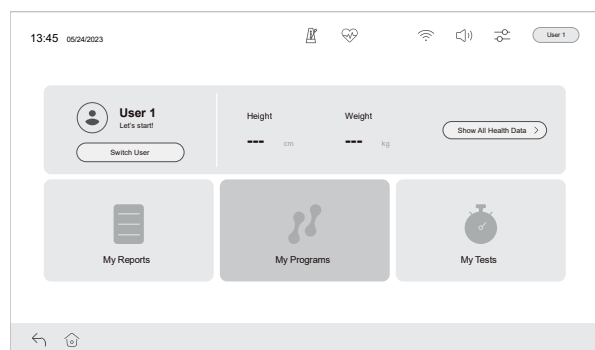 13:45 05/24/2023
User 1
User 1
Let's start!
Switch User
Height
--- cm
Weight
--- kg
Show All Health Data
My Reports
My Programs
My Tests